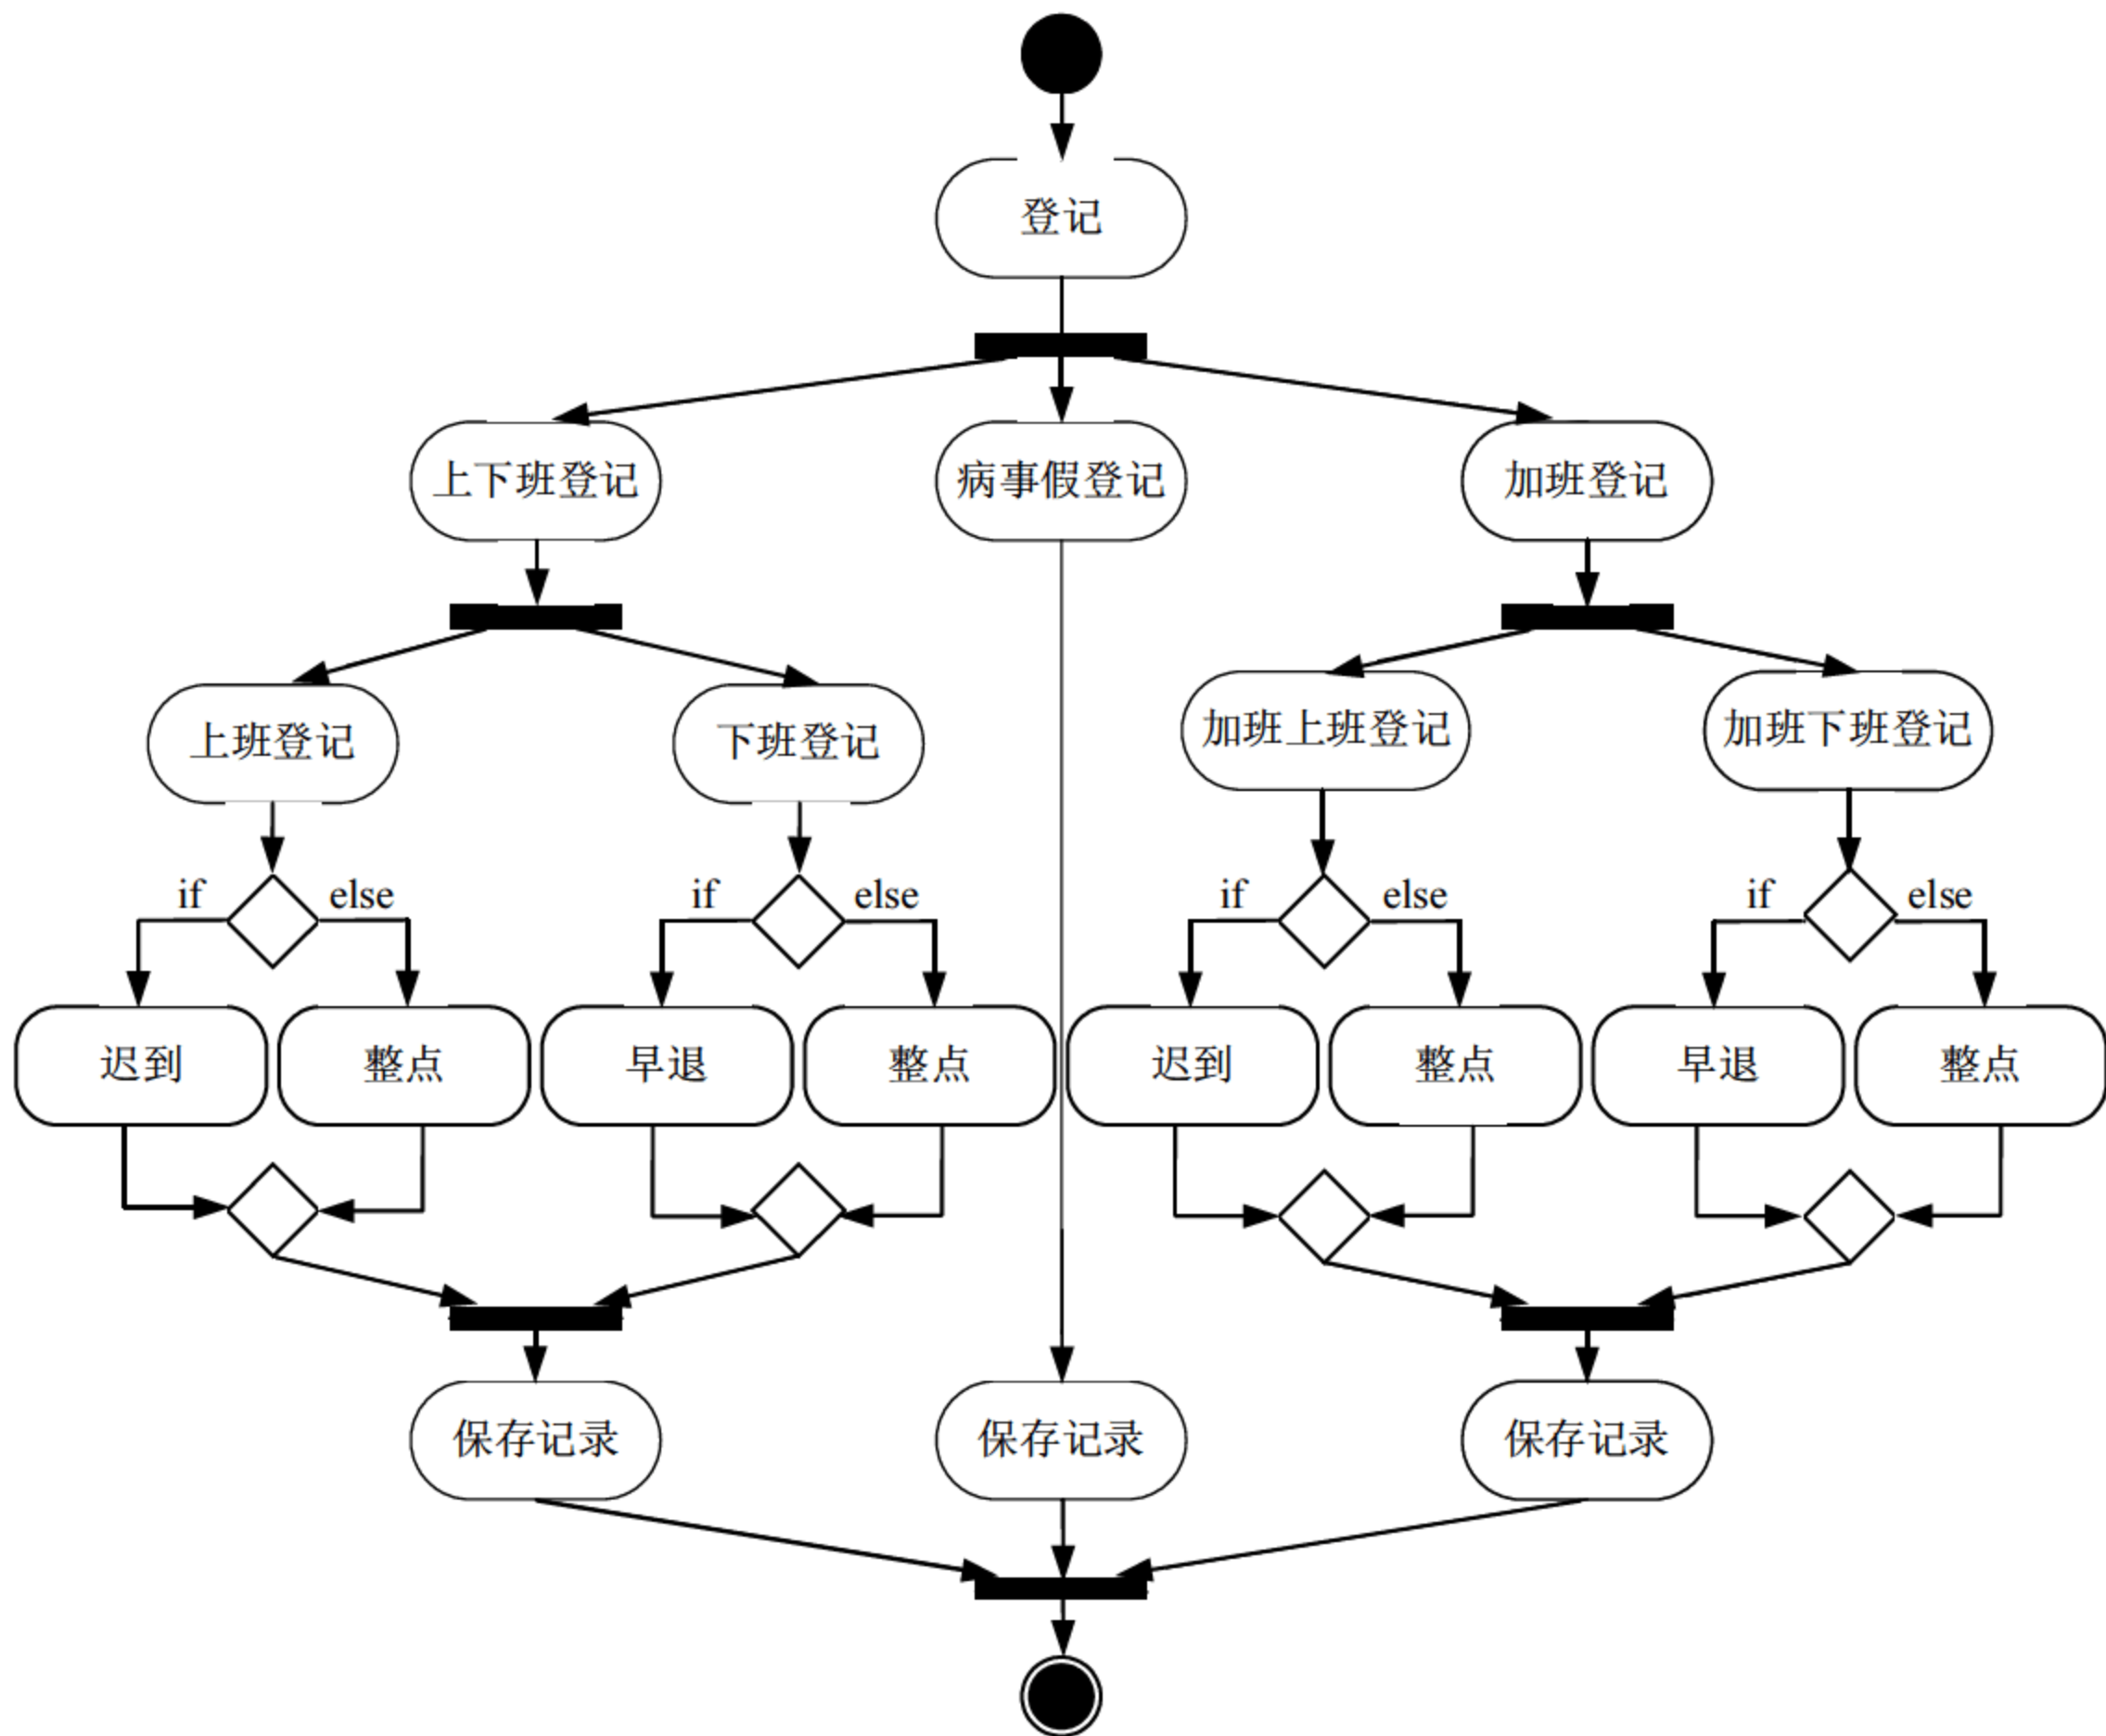 登记
上下班登记
病事假登记
加班登记
上班登记
下班登记
加班上班登记
加班下班登记
if
else
if
else
if
else
if
else
迟到
整点
早退
整点
迟到
整点
早退
整点
保存记录
保存记录
保存记录